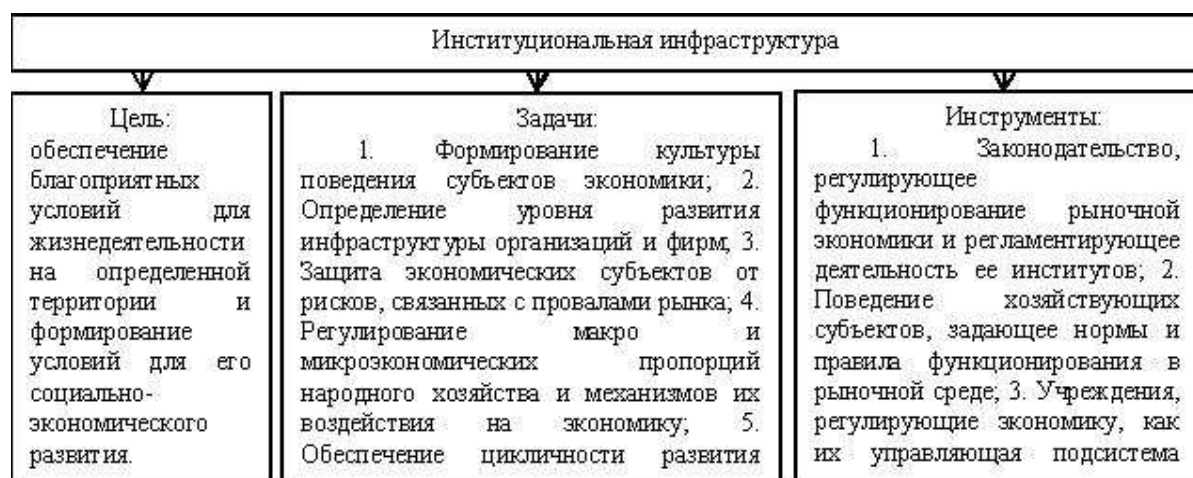 Институциональная инфраструктура
Цель:
обеспечение
благоприятных
условий для
жизнедеятельности
на определенной
территории и
формирование
условий для его
социально-
экономического
развития.
Задачи:
1. Формирование культуры
поведения субъектов экономики; 2.
Определение уровня развития
инфраструктуры организаций и фирм; 3.
Защита экономических субъектов от
рисков, связанных с провалами рынка; 4.
Регулирование макро и
микроэкономических пропорций
народного хозяйства и механизмов их
воздействия на экономику; 5.
Обеспечение цикличности развития
Инструменты:
1. Законодательство,
регулирующее
функционирование рыночной
экономики и регламентирующее
деятельность ее институтов; 2.
Поведение хозяйствующих
субъектов, задающее нормы и
правила функционирования в
рыночной среде; 3. Учреждения,
регулирующие экономику, как
их управляющая подсистема